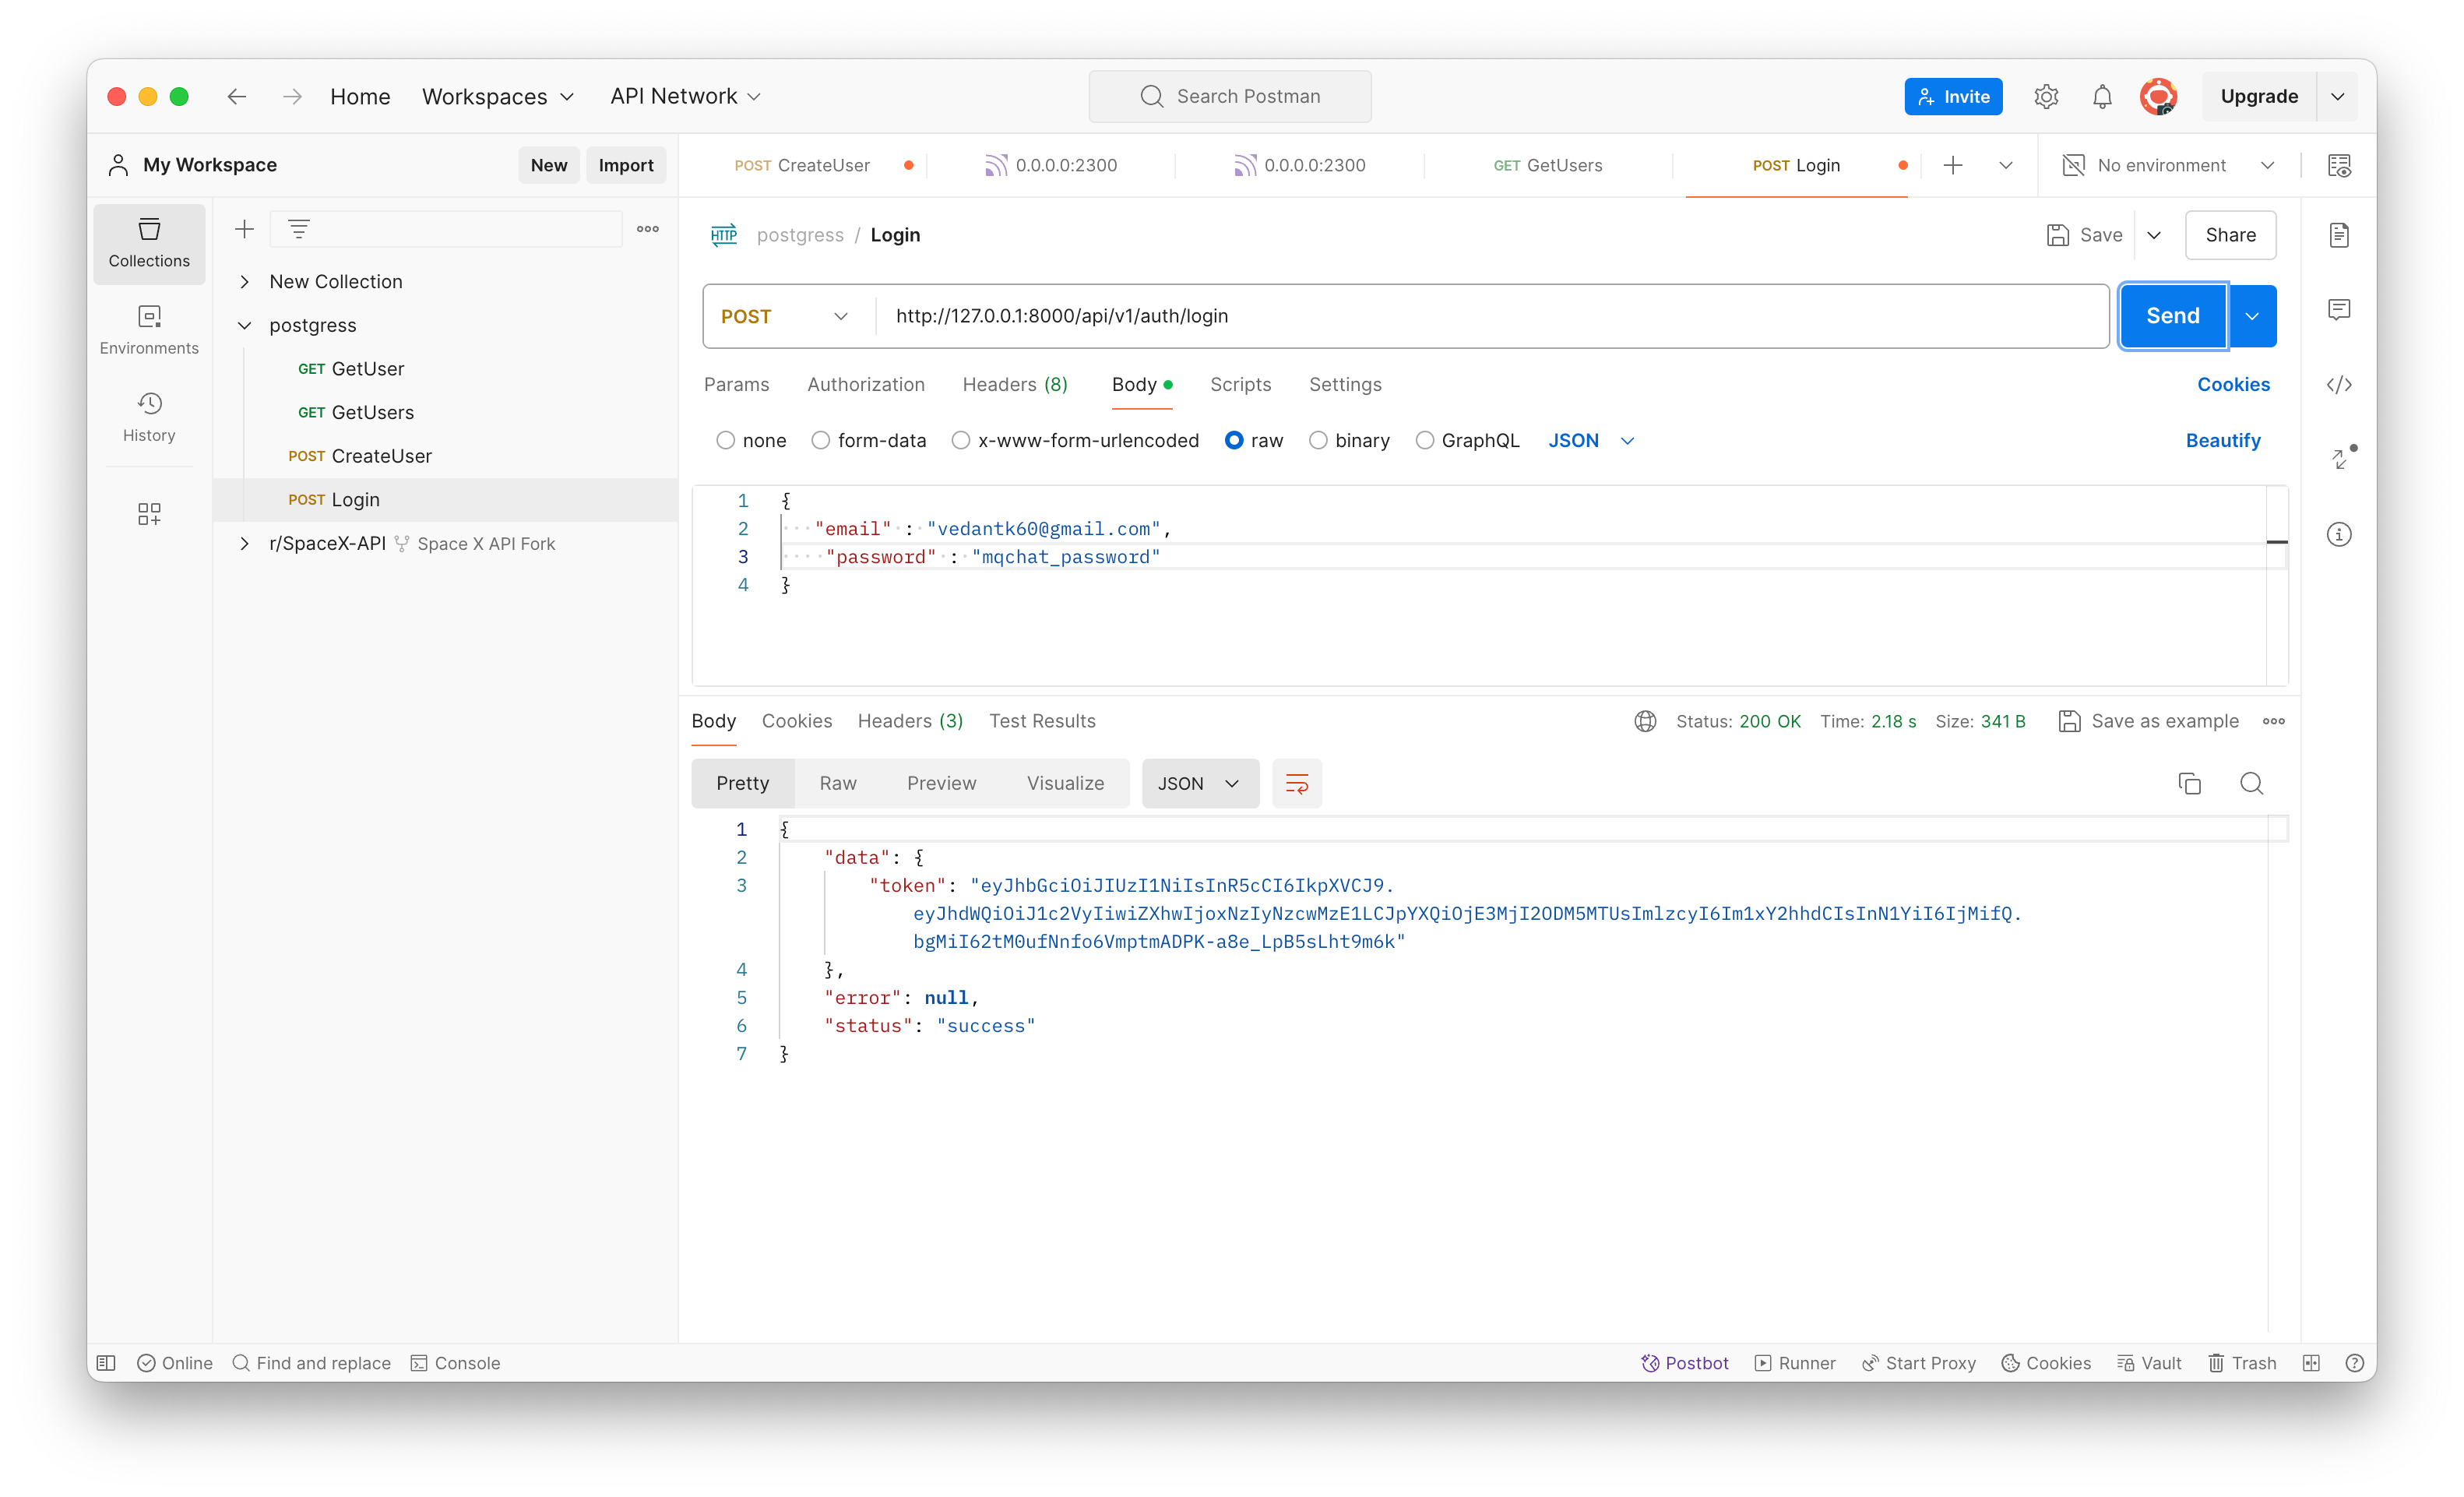 Home Workspaces API Network Search Postman Invite Upgrade
My Workspace New Import POST CreateUser 0.0.0.0:2300 0.0.0.0:2300 GET GetUsers POST Login No environment
Collections
Environments
History
New Collection
postgress
GET GetUser
GET GetUsers
POST CreateUser
POST Login
r/SpaceX-API Space X API Fork
HTTP postgress / Login Save Share
POST http://127.0.0.1:8000/api/v1/auth/login Send
Params Authorization Headers (8) Body Scripts Settings Cookies
none form-data x-www-form-urlencoded raw binary GraphQL JSON Beautify
1 {
2 ···"email"·:·"vedantk60@gmail.com",
3 ····"password"·:·"mqchat_password"
4 }
Body Cookies Headers (3) Test Results Status: 200 OK Time: 2.18 s Size: 341 B Save as example
Pretty Raw Preview Visualize JSON
1 {
2 "data": {
3 "token": "eyJhbGciOiJIUzI1NiIsInR5cCI6IkpXVCJ9.
eyJhdWQiOiJ1c2VyIiwiZXhwIjoxNzIyNzcwMzE1LCJpYXQiOjE3MjI2ODM5MTUsImlzcyI6Im1xY2hhdCIsInN1YiI6IjMifQ.
bgMiI62tM0ufNnfo6VmptmADPK-a8e_LpB5sLht9m6k"
4 },
5 "error": null,
6 "status": "success"
7 }
Online Find and replace Console Postbot Runner Start Proxy Cookies Vault Trash